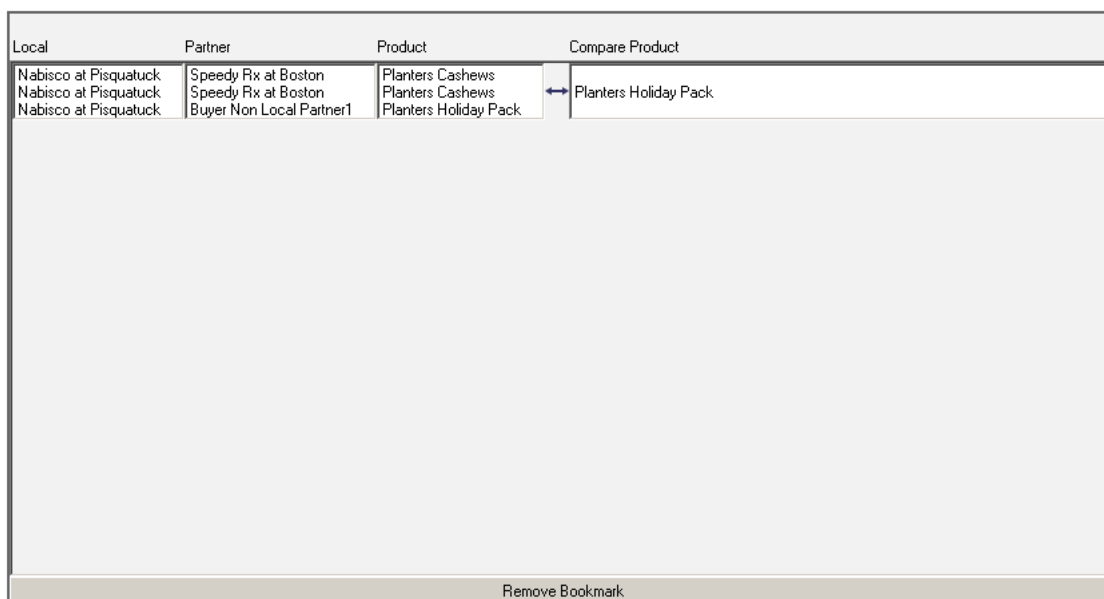 Local Partner Product Compare Product
Nabisco at Pisquatuck Speedy Rx at Boston Planters Cashews
Nabisco at Pisquatuck Speedy Rx at Boston Planters Cashews Planters Holiday Pack
Nabisco at Pisquatuck Buyer Non Local Partner1 Planters Holiday Pack
Remove Bookmark